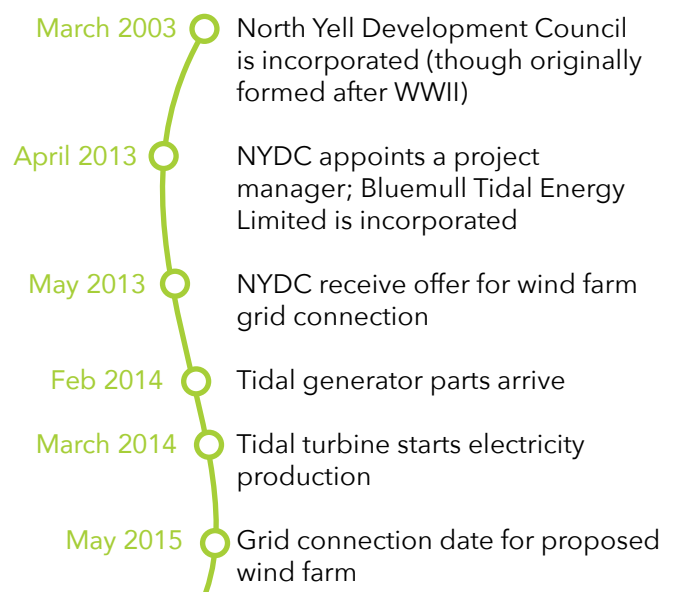 March 2003
North Yell Development Council
is incorporated (though originally
formed after WWII)
April 2013
NYDC appoints a project
manager; Bluemull Tidal Energy
Limited is incorporated
May 2013
NYDC receive offer for wind farm
grid connection
Feb 2014
Tidal generator parts arrive
March 2014
Tidal turbine starts electricity
production
May 2015
Grid connection date for proposed
wind farm